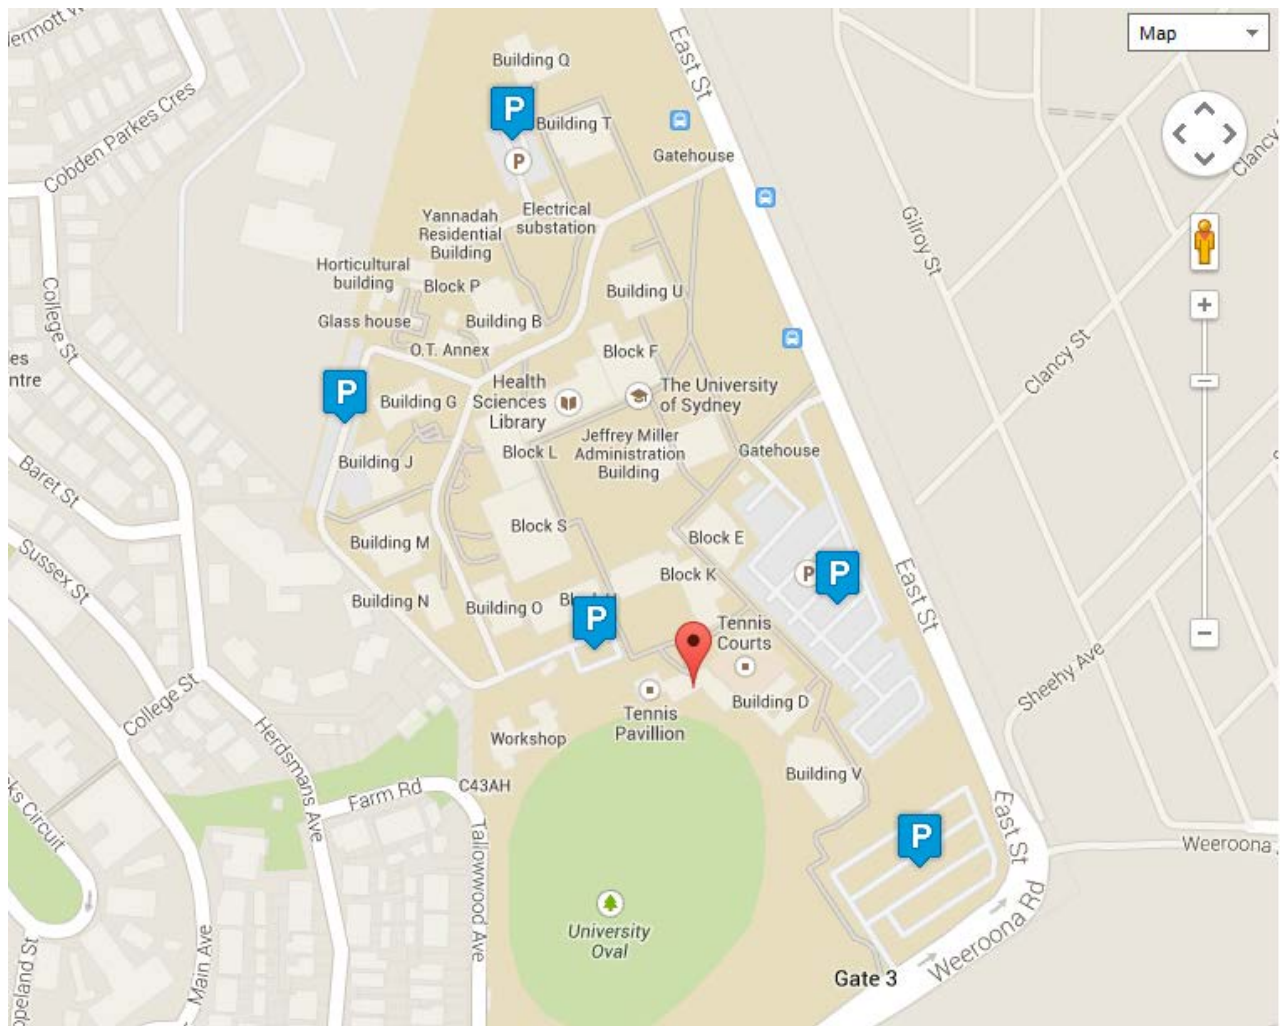 Map
East St
Building Q
P
Building T
P
Gatehouse
Cobden Parkes Cres
Clancy
Yannadah
Residential
Building
Electrical
substation
Gilroy St
Horticultural
building
Block P
Building U
College St
Glass house
Building B
O.T. Annex
Block F
Clancy St
P
Building G
Health
Sciences
Library
The University
of Sydney
Building J
Block L
Jeffrey Miller
Administration
Building
Gatehouse
Baret St
Block S
Block E
Sussex St
Building M
Block K
P
P
East St
Building N
Building O
P
Tennis
Courts
College St
Sheehy Ave
Tennis
Pavillion
Building D
Herdsmans Ave
Workshop
Building V
C43AH
Farm Rd
East St
P
Weeroona
Circuit
Tallowwood Ave
University
Oval
Main Ave
Weeroona Rd
Gate 3